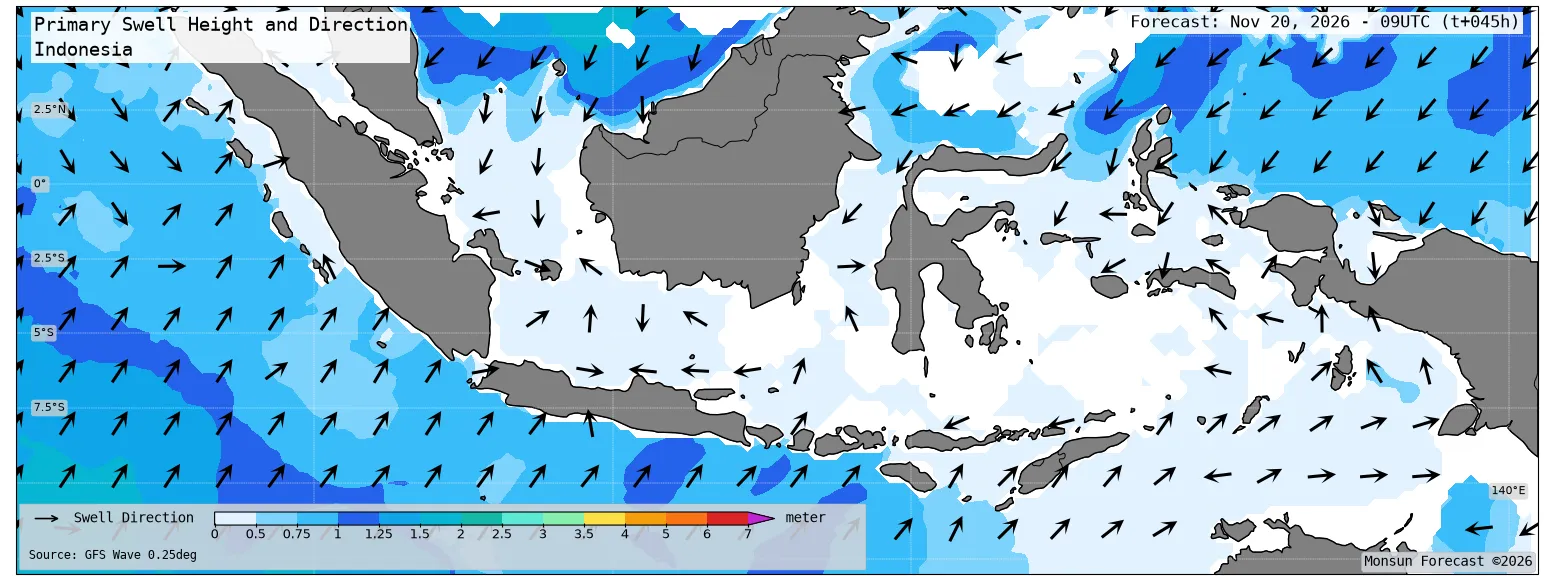 Primary Swell Height and Direction
Indonesia
Forecast: Nov 20, 2026 - 09UTC (t+045h)
2.5°N
0°
2.5°S
5°S
7.5°S
140°E
Swell Direction
0 0.5 0.75 1 1.25 1.5 2 2.5 3 3.5 4 5 6 7
meter
Source: GFS Wave 0.25deg
Monsun Forecast ©2026